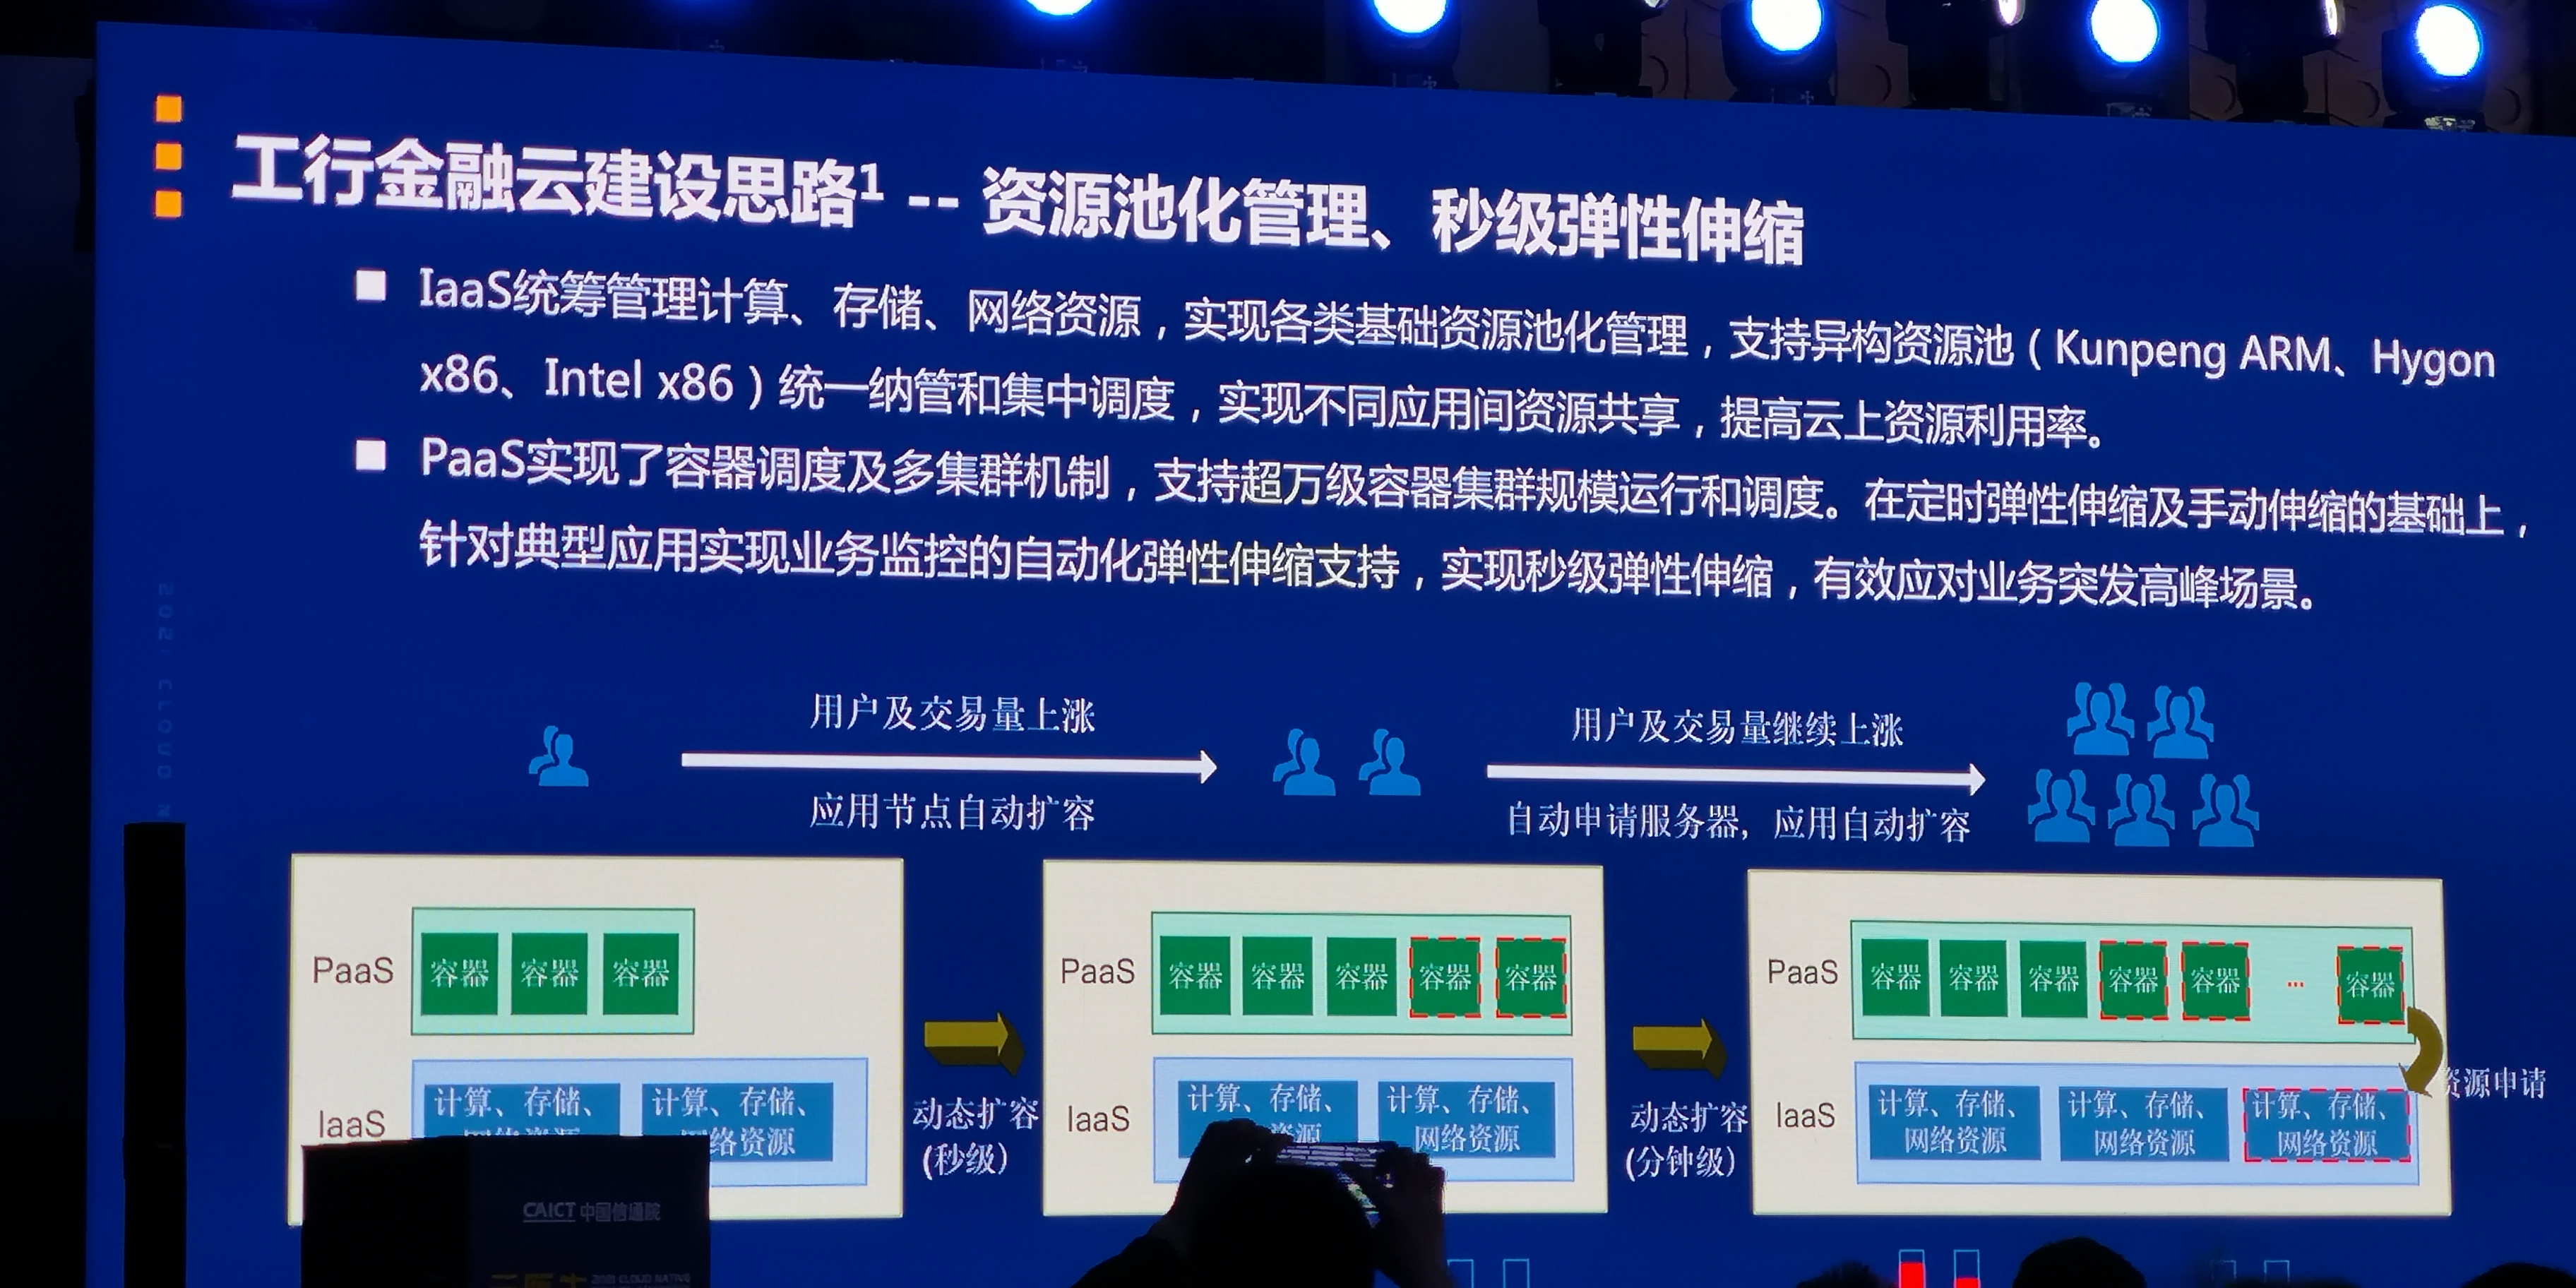 工行金融云建设思路¹ -- 资源池化管理、秒级弹性伸缩
■ IaaS统筹管理计算、存储、网络资源，实现各类基础资源池化管理，支持异构资源池（Kunpeng ARM、Hygon
x86、Intel x86）统一纳管和集中调度，实现不同应用间资源共享，提高云上资源利用率。
■ PaaS实现了容器调度及多集群机制，支持超万级容器集群规模运行和调度。在定时弹性伸缩及手动伸缩的基础上，
针对典型应用实现业务监控的自动化弹性伸缩支持，实现秒级弹性伸缩，有效应对业务突发高峰场景。
2021 CLOUD
用户及交易量上涨
应用节点自动扩容
用户及交易量继续上涨
自动申请服务器，应用自动扩容
PaaS
容器 容器 容器
IaaS
计算、存储、
网络资源
计算、存储、
网络资源
动态扩容
(秒级)
PaaS
容器 容器 容器 容器 容器
IaaS
计算、存储、
资源
计算、存储、
网络资源
动态扩容
(分钟级)
PaaS
容器 容器 容器 容器 容器 ... 容器
IaaS
计算、存储、
网络资源
计算、存储、
网络资源
计算、存储、
网络资源
资源申请
CAICT 中国信通院
2021 CLOUD NATIVE